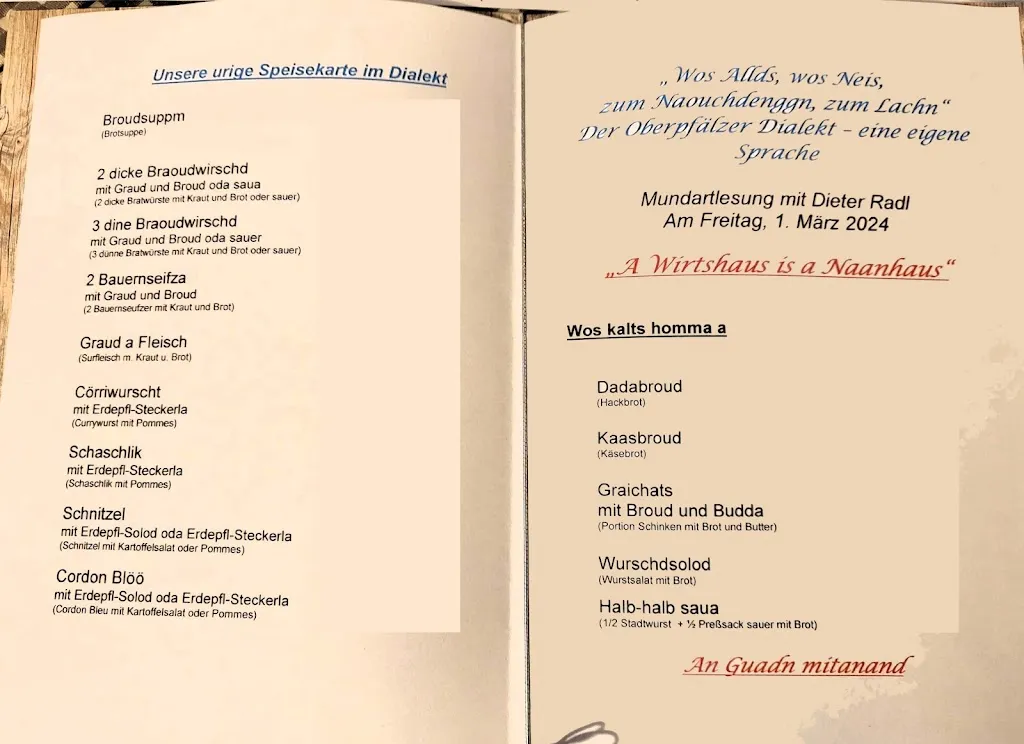 Unsere urige Speisekarte im Dialekt
Broudsuppm
(Brotsuppe)
2 dicke Braoudwirschd
mit Graud und Broud oda saua
(2 dicke Bratwürste mit Kraut und Brot oder sauer)
3 dine Braoudwirschd
mit Graud und Broud oda sauer
(3 dünne Bratwürste mit Kraut und Brot oder sauer)
2 Bauernseifza
mit Graud und Broud
(2 Bauernseufzer mit Kraut und Brot)
Graud a Fleisch
(Surfleisch m. Kraut u. Brot)
Cörriwurscht
mit Erdepfl-Steckerla
(Currywurst mit Pommes)
Schaschlik
mit Erdepfl-Steckerla
(Schaschlik mit Pommes)
Schnitzel
mit Erdepfl-Solod oda Erdepfl-Steckerla
(Schnitzel mit Kartoffelsalat oder Pommes)
Cordon Blöö
mit Erdepfl-Solod oda Erdepfl-Steckerla
(Cordon Bleu mit Kartoffelsalat oder Pommes)
„Wos Allds, wos Neis,
zum Naouchdenggn, zum Lachn“
Der Oberpfälzer Dialekt – eine eigene
Sprache
Mundartlesung mit Dieter Radl
Am Freitag, 1. März 2024
„A Wirtshaus is a Naanhaus“
Wos kalts homma a
Dadabroud
(Hackbrot)
Kaasbroud
(Käsebrot)
Graichats
mit Broud und Budda
(Portion Schinken mit Brot und Butter)
Wurschdsolod
(Wurstsalat mit Brot)
Halb-halb saua
(1/2 Stadtwurst + ½ Preßsack sauer mit Brot)
An Guadn mitanand